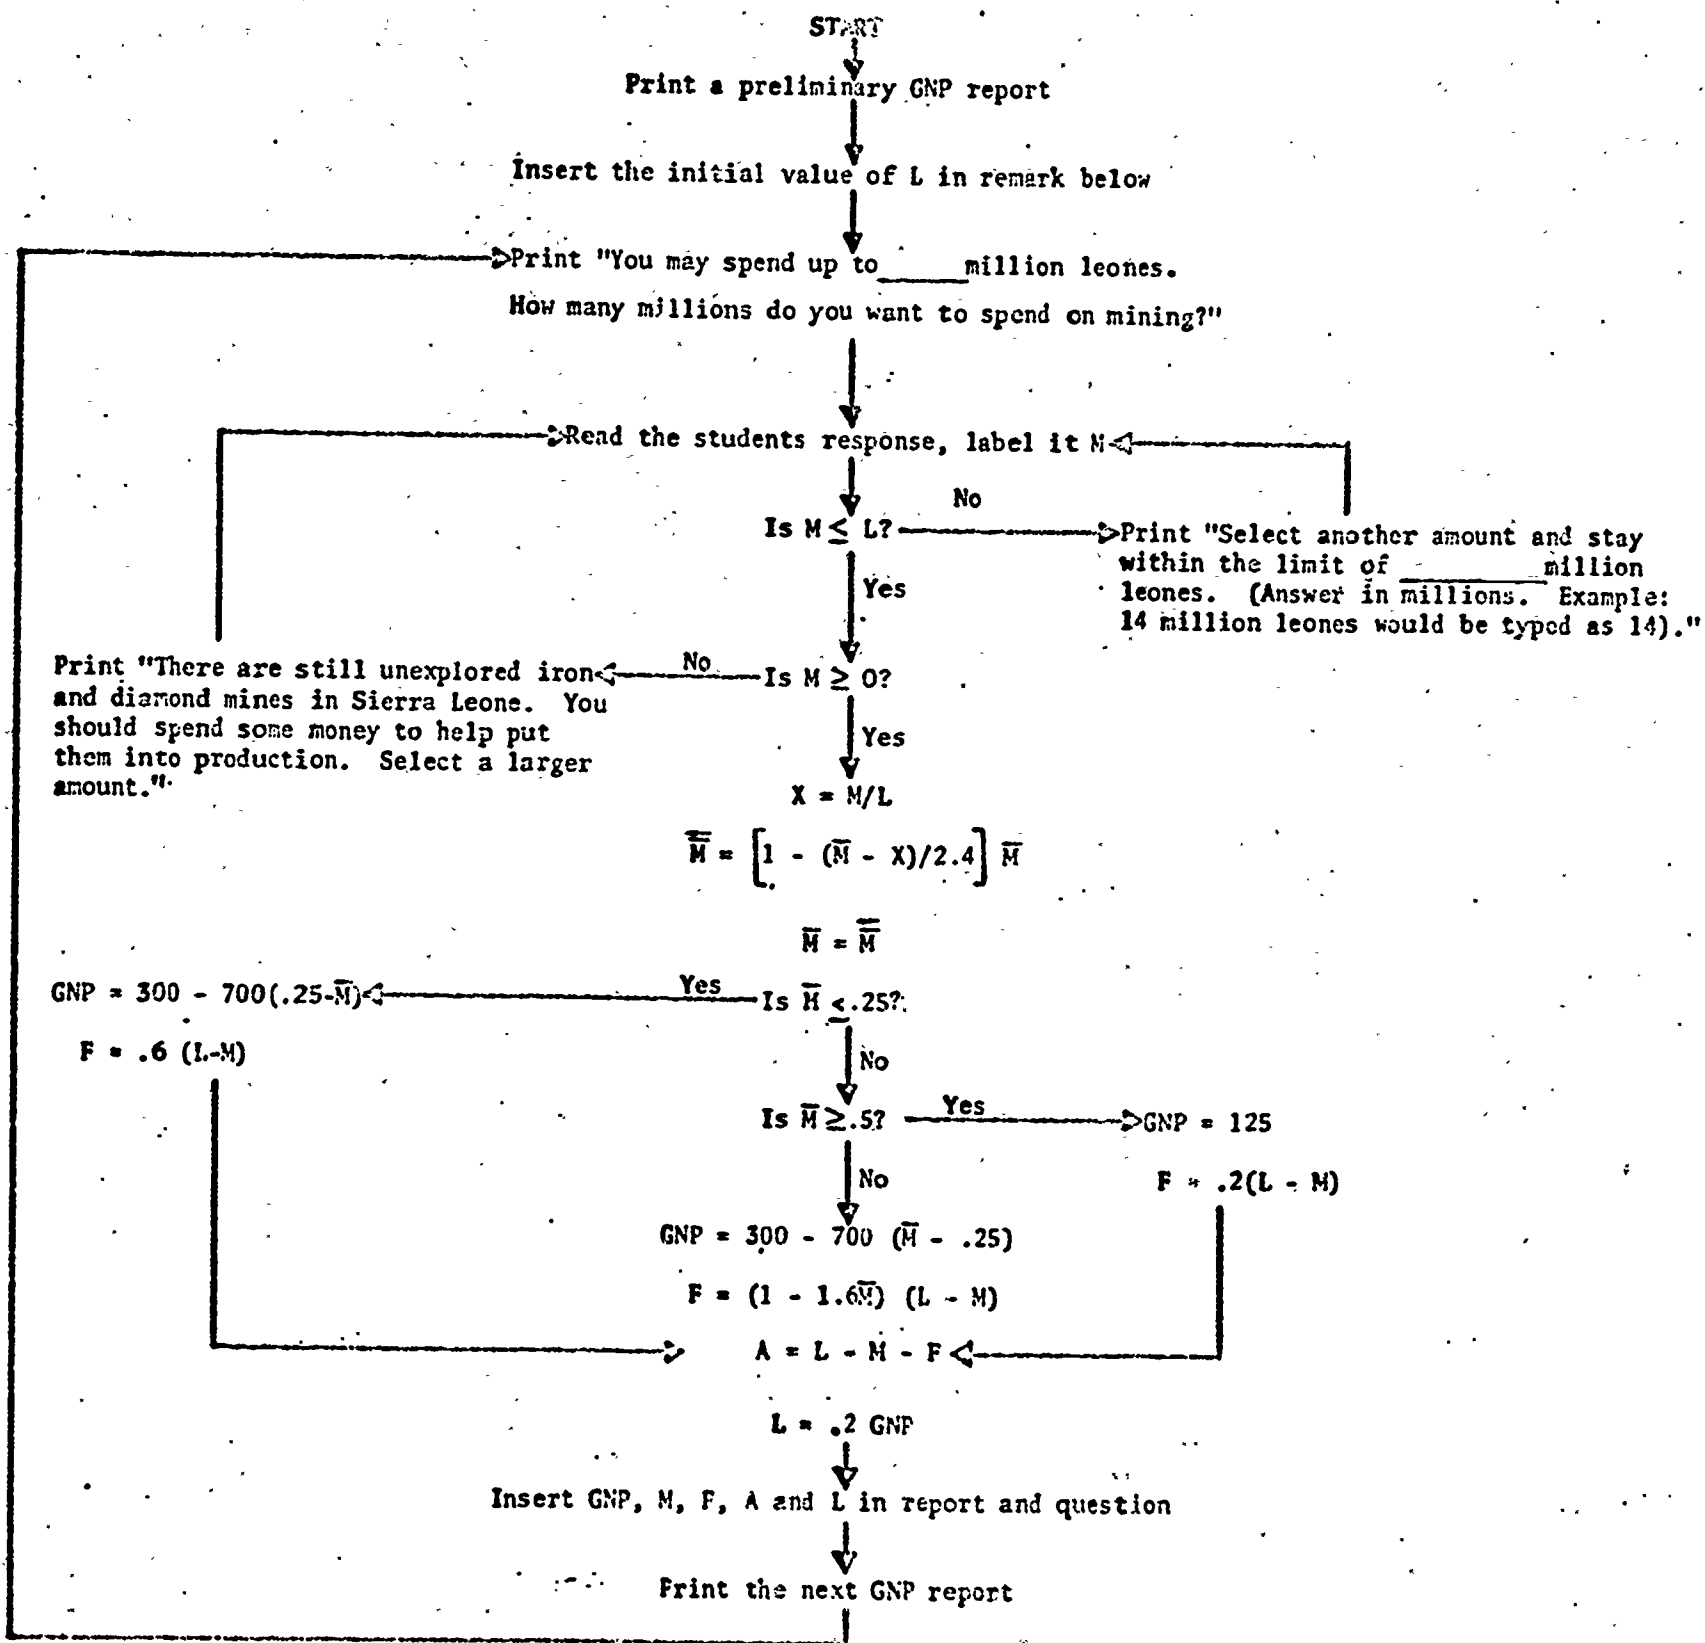 START
Print a preliminary GNP report
Insert the initial value of L in remark below
Print "You may spend up to_____million leones.
How many millions do you want to spend on mining?"
Read the students response, label it M
No
Is M ≤ L?
Print "Select another amount and stay
within the limit of ________million
leones. (Answer in millions. Example:
14 million leones would be typed as 14)."
Yes
Print "There are still unexplored iron
and diamond mines in Sierra Leone. You
should spend some money to help put
them into production. Select a larger
amount."
No
Is M ≥ 0?
Yes
X = M/L
M̿ = [1 - (M̅ - X)/2.4] M̅
M̅ = M̿
GNP = 300 - 700(.25-M̅)
Yes
Is M̅ ≤ .25?
F = .6 (L-M)
No
Is M̅ ≥ .5?
Yes
GNP = 125
No
F = .2(L - M)
GNP = 300 - 700 (M̅ - .25)
F = (1 - 1.6M̅) (L - M)
A = L - M - F
L = .2 GNP
Insert GNP, M, F, A and L in report and question
Print the next GNP report